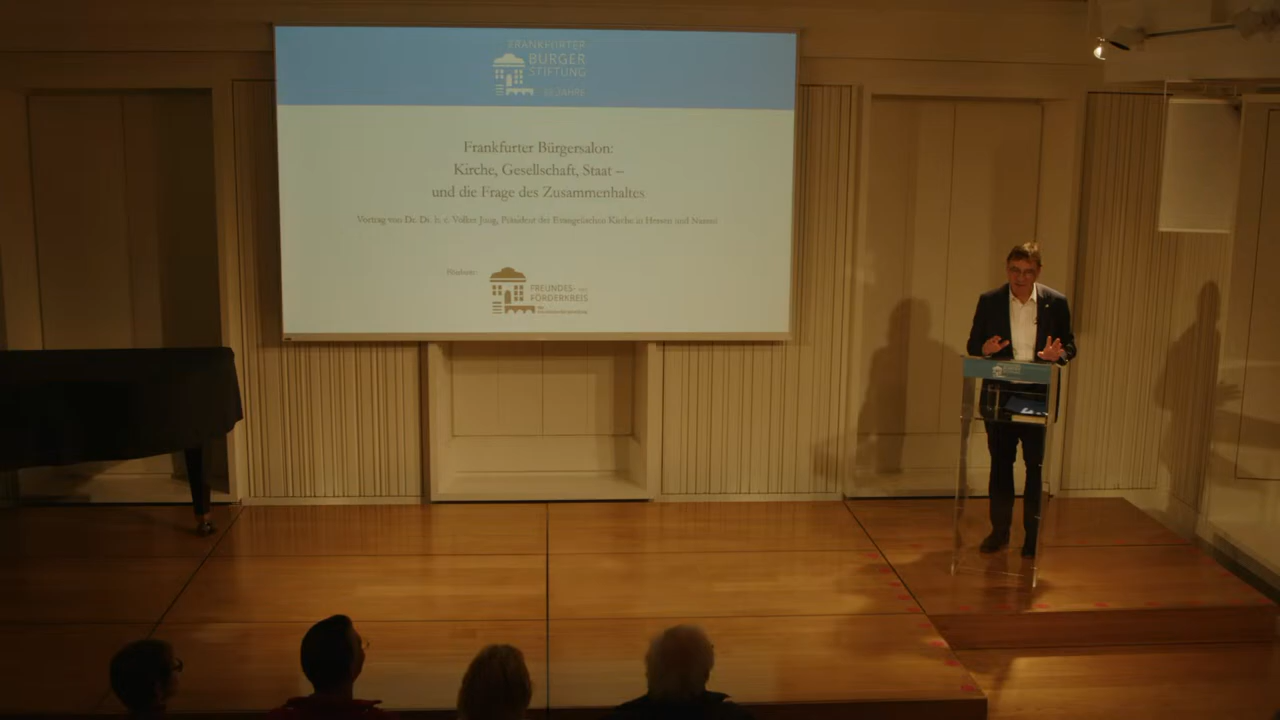 FRANKFURTER
BÜRGER
STIFTUNG
JAHRE
Frankfurter Bürgersalon:
Kirche, Gesellschaft, Staat –
und die Frage des Zusammenhaltes
Vortrag von Dr. Dr. h. c. Volker Jung, Präsident der Evangelischen Kirche in Hessen und Nassau
FREUNDES- und
FÖRDERKREIS